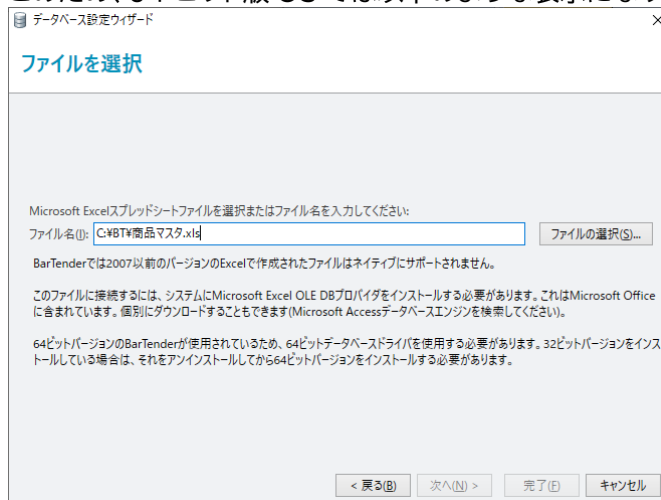 データベース設定ウィザード
ファイルを選択
Microsoft Excelスプレッドシートファイルを選択またはファイル名を入力してください:
ファイル名(I): C:¥BT¥商品マスタ.xls ファイルの選択(S)...
BarTenderでは2007以前のバージョンのExcelで作成されたファイルはネイティブにサポートされません。
このファイルに接続するには、システムにMicrosoft Excel OLE DBプロバイダをインストールする必要があります。これはMicrosoft Office
に含まれています。個別にダウンロードすることもできます(Microsoft Accessデータベースエンジンを検索してください)。
64ビットバージョンのBarTenderが使用されているため、64ビットデータベースドライバを使用する必要があります。32ビットバージョンをインス
トールしている場合は、それをアンインストールしてから64ビットバージョンをインストールする必要があります。
< 戻る(B) 次へ(N) > 完了(F) キャンセル